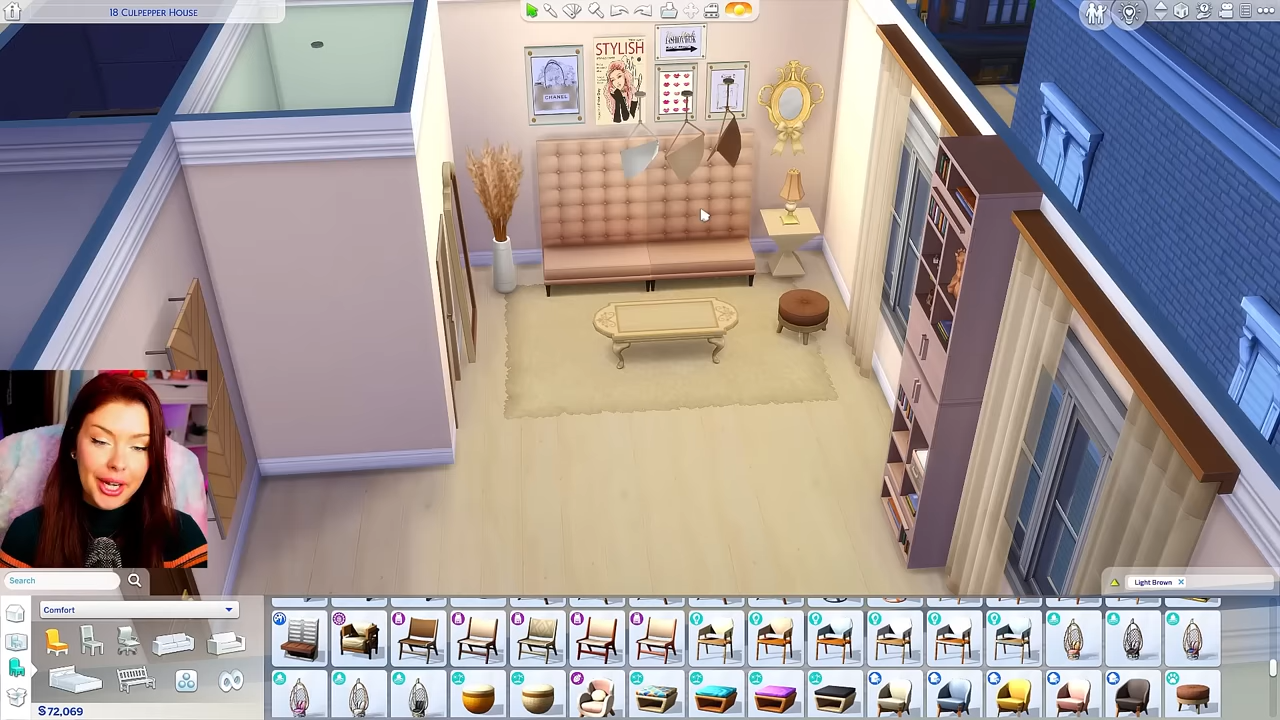 18 Culpepper House
STYLISH
CHANEL
Search
Light Brown
Comfort
§72,069